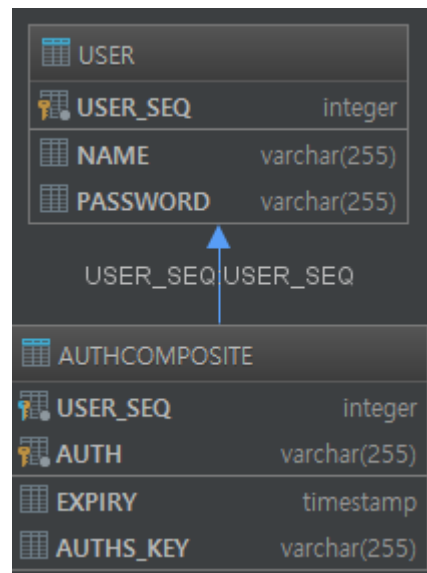 USER
USER_SEQ integer
NAME varchar(255)
PASSWORD varchar(255)
USER_SEQ:USER_SEQ
AUTHCOMPOSITE
USER_SEQ integer
AUTH varchar(255)
EXPIRY timestamp
AUTHS_KEY varchar(255)